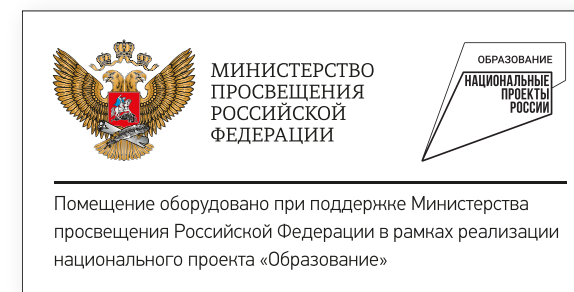 МИНИСТЕРСТВО
ПРОСВЕЩЕНИЯ
РОССИЙСКОЙ
ФЕДЕРАЦИИ
ОБРАЗОВАНИЕ
НАЦИОНАЛЬНЫЕ
ПРОЕКТЫ
РОССИИ
Помещение оборудовано при поддержке Министерства
просвещения Российской Федерации в рамках реализации
национального проекта «Образование»